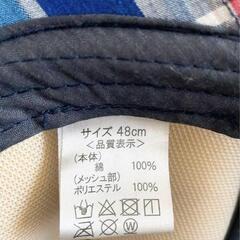 サイズ 48cm
＜品質表示＞
(本体)
綿 100%
(メッシュ部)
ポリエステル 100%